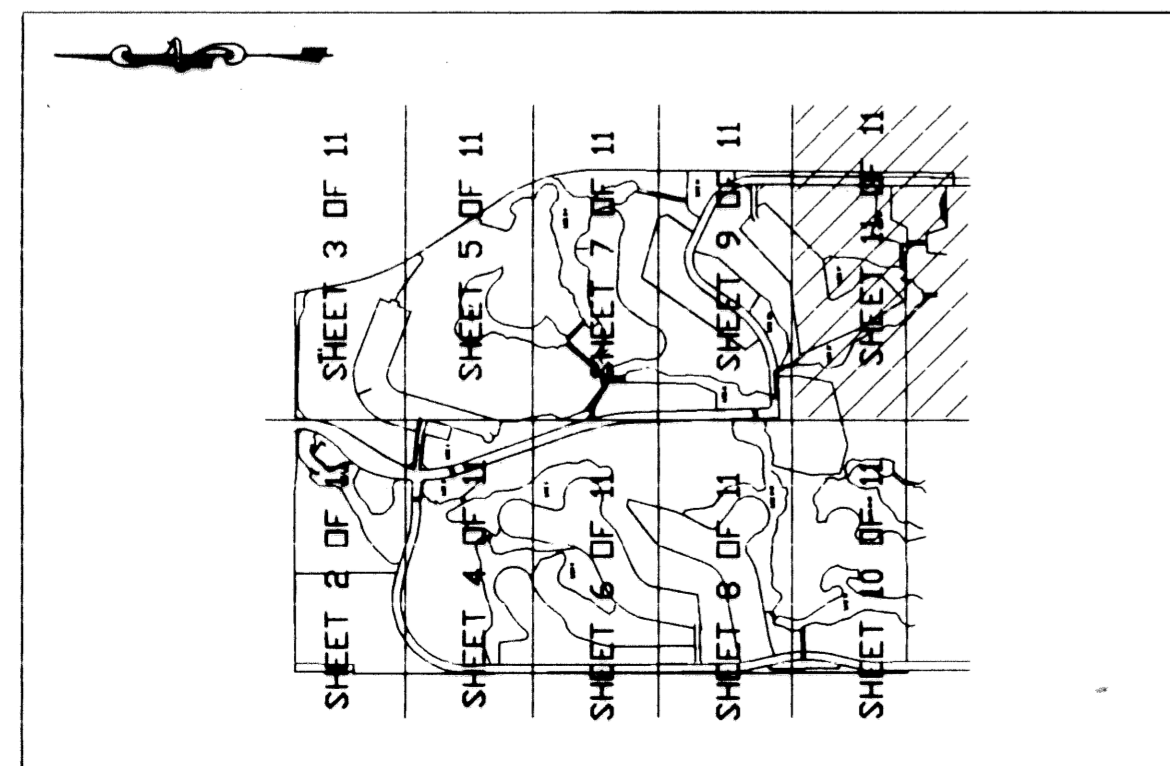 SHEET 3 OF 11
SHEET 5 OF 11
SHEET 7 OF 11
SHEET 9 OF 11
SHEET 11 OF 11
SHEET 2 OF 11
SHEET 4 OF 11
SHEET 6 OF 11
SHEET 8 OF 11
SHEET 10 OF 11